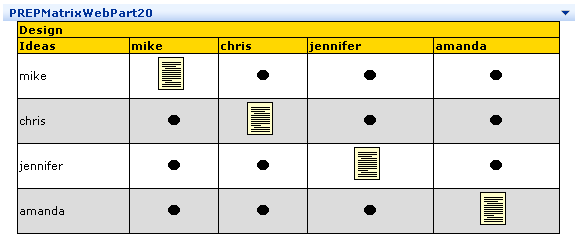 PREPMatrixWebPart20
Design
Ideas mike chris jennifer amanda
mike
chris
jennifer
amanda